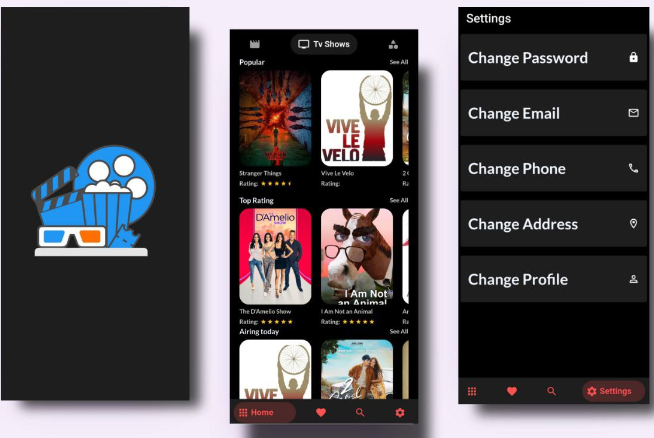 Tv Shows
Popular
See All
VIVE
LE
VELO
Stranger Things
Vive Le Velo
2
Rating:
Rating:
Ra
Top Rating
See All
D'Amelio
I Am Not
an Animal
The D'Amelio Show
I Am Not an Animal
Ar
Rating:
Rating:
Ra
Airing today
See All
VIVE
Home
Settings
Change Password
Change Email
Change Phone
Change Address
Change Profile
Settings